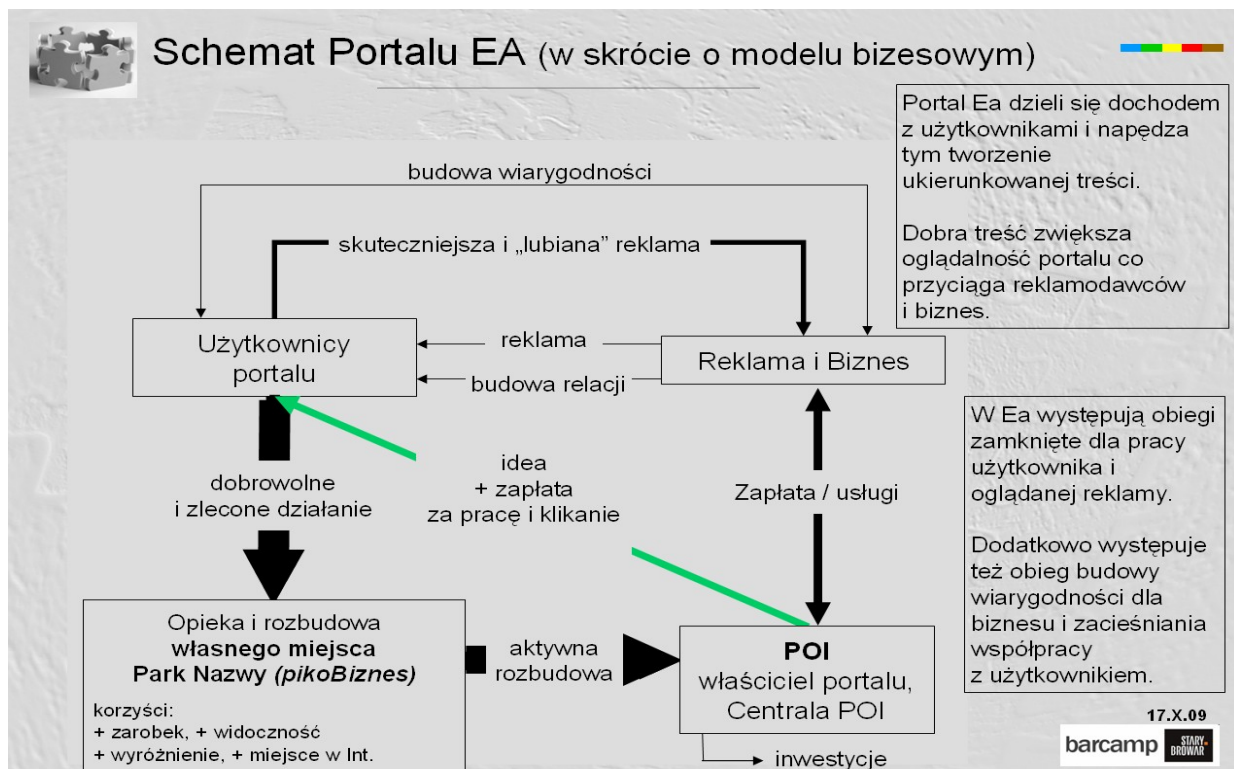 Schemat Portalu EA (w skrócie o modelu bizesowym)
Portal Ea dzieli się dochodem
z użytkownikami i napędza
tym tworzenie
ukierunkowanej treści.
Dobra treść zwiększa
oglądalność portalu co
przyciąga reklamodawców
i biznes.
budowa wiarygodności
skuteczniejsza i „lubiana” reklama
Użytkownicy
portalu
reklama
budowa relacji
Reklama i Biznes
W Ea występują obiegi
zamknięte dla pracy
użytkownika i
oglądanej reklamy.
Dodatkowo występuje
też obieg budowy
wiarygodności dla
biznesu i zacieśniania
współpracy
z użytkownikiem.
dobrowolne
i zlecone działanie
idea
+ zapłata
za pracę i klikanie
Zapłata / usługi
Opieka i rozbudowa
własnego miejsca
Park Nazwy (pikoBiznes)
korzyści:
+ zarobek, + widoczność
+ wyróżnienie, + miejsce w Int.
aktywna
rozbudowa
POI
właściciel portalu,
Centrala POI
inwestycje
17.X.09
barcamp
STARY
BROWAR